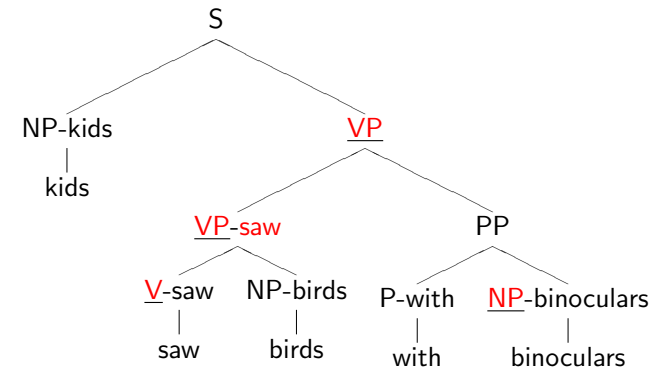 S
NP-kids VP
kids
VP-saw PP
V-saw NP-birds P-with NP-binoculars
saw birds with binoculars